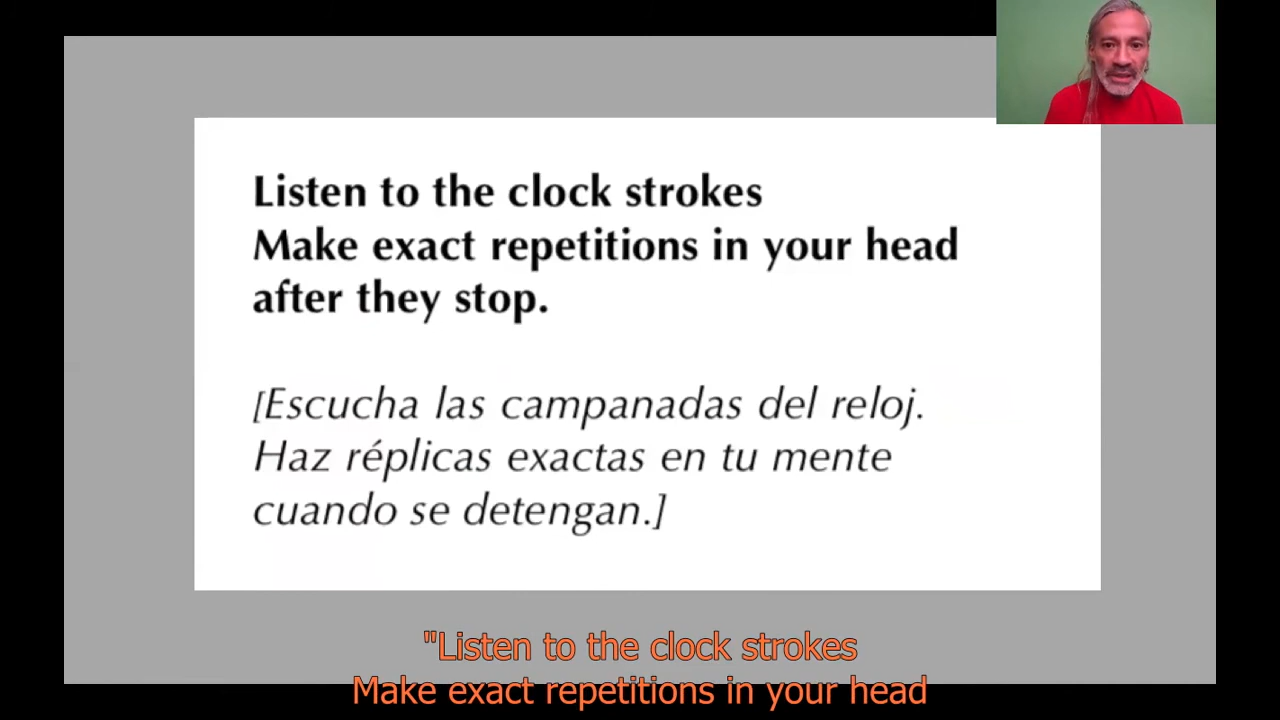 Listen to the clock strokes
Make exact repetitions in your head
after they stop.
[Escucha las campanadas del reloj.
Haz réplicas exactas en tu mente
cuando se detengan.]
"Listen to the clock strokes
Make exact repetitions in your head